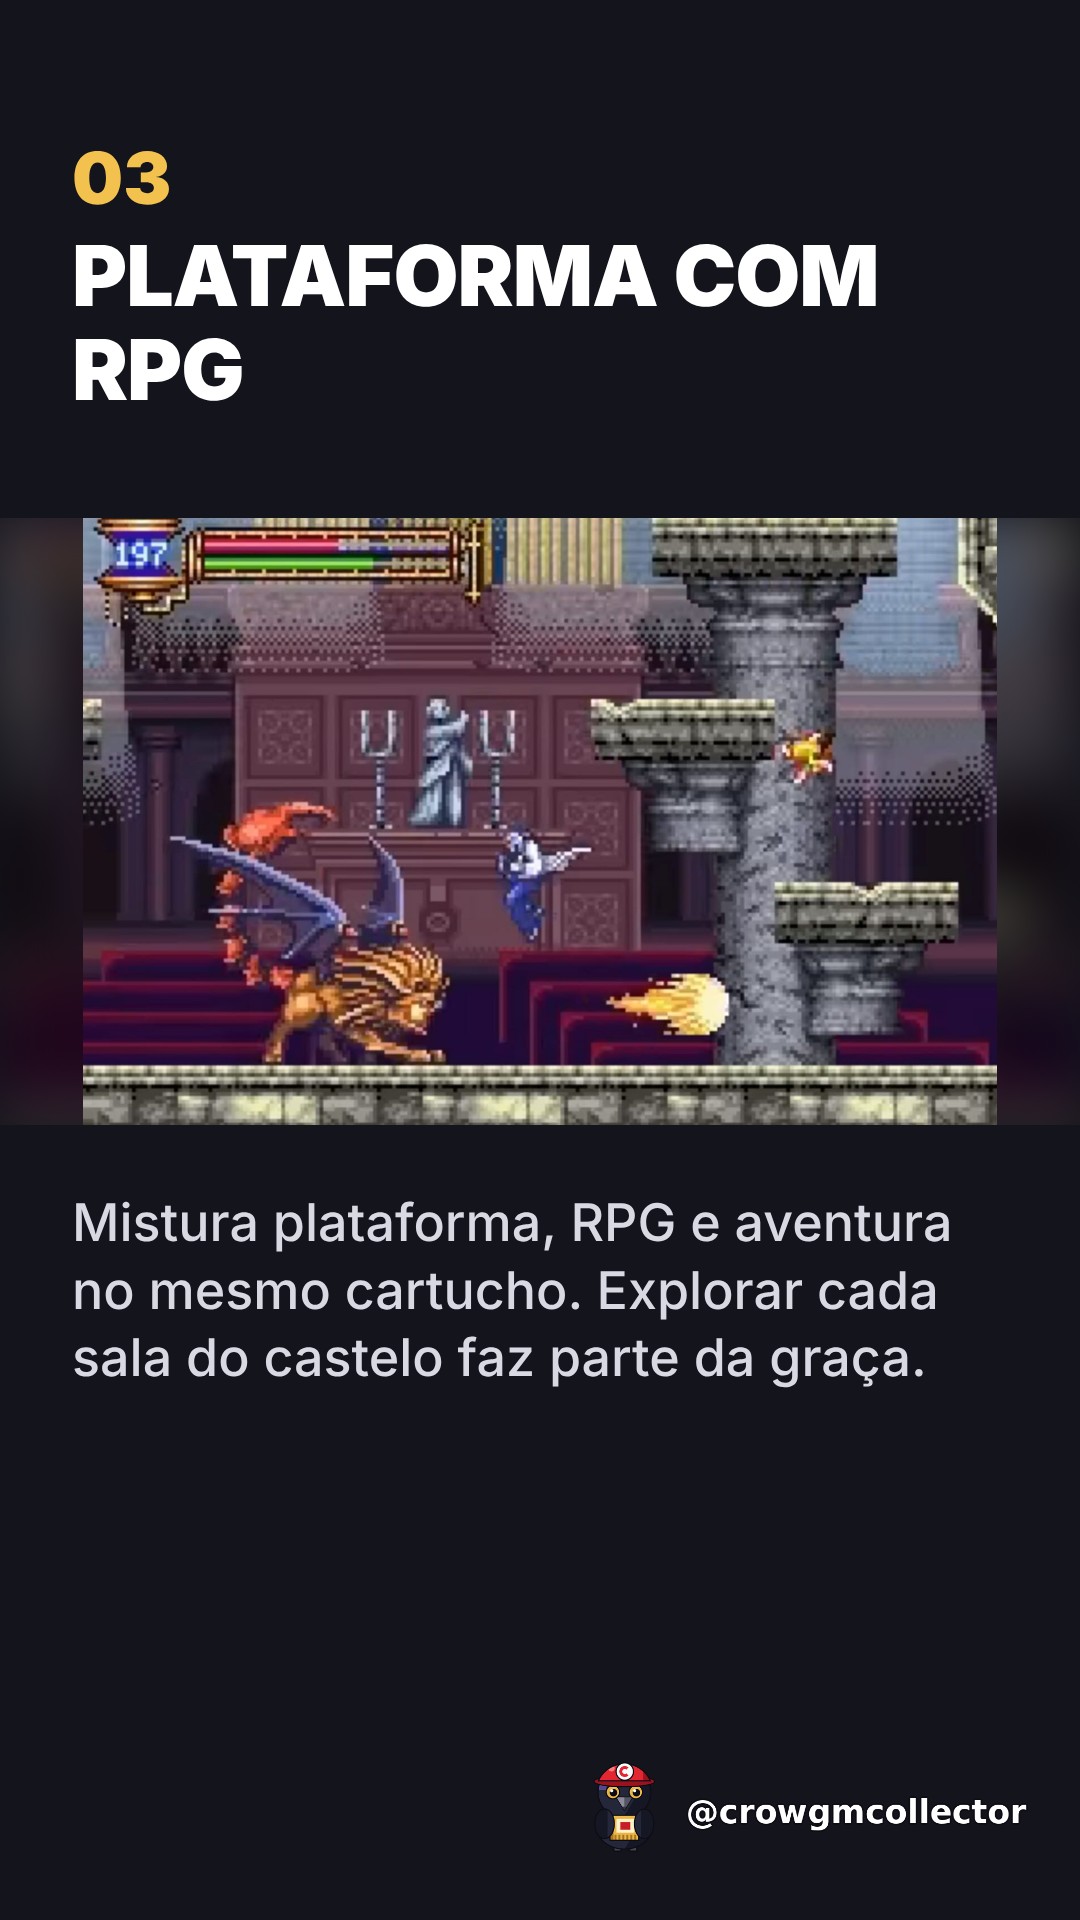 03
PLATAFORMA COM
RPG
197
Mistura plataforma, RPG e aventura
no mesmo cartucho. Explorar cada
sala do castelo faz parte da graça.
C
@crowgmcollector